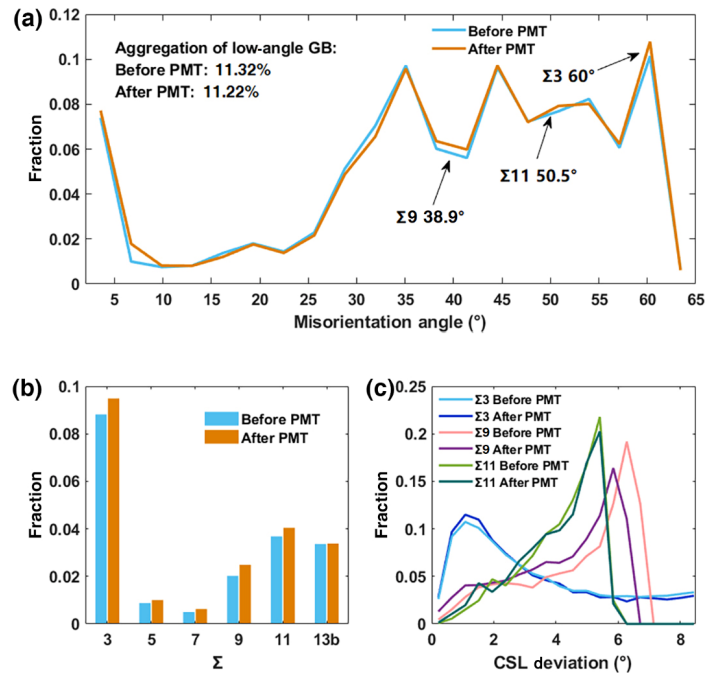 (a)
0.12
0.1
0.08
0.06
0.04
0.02
0
Fraction
Aggregation of low-angle GB:
Before PMT: 11.32%
After PMT: 11.22%
Before PMT
After PMT
Σ3 60°
Σ11 50.5°
Σ9 38.9°
5 10 15 20 25 30 35 40 45 50 55 60 65
Misorientation angle (°)
(b)
0.1
0.08
0.06
0.04
0.02
0
Fraction
Before PMT
After PMT
3 5 7 9 11 13b
Σ
(c)
0.25
0.2
0.15
0.1
0.05
0
Fraction
Σ3 Before PMT
Σ3 After PMT
Σ9 Before PMT
Σ9 After PMT
Σ11 Before PMT
Σ11 After PMT
0 2 4 6 8
CSL deviation (°)